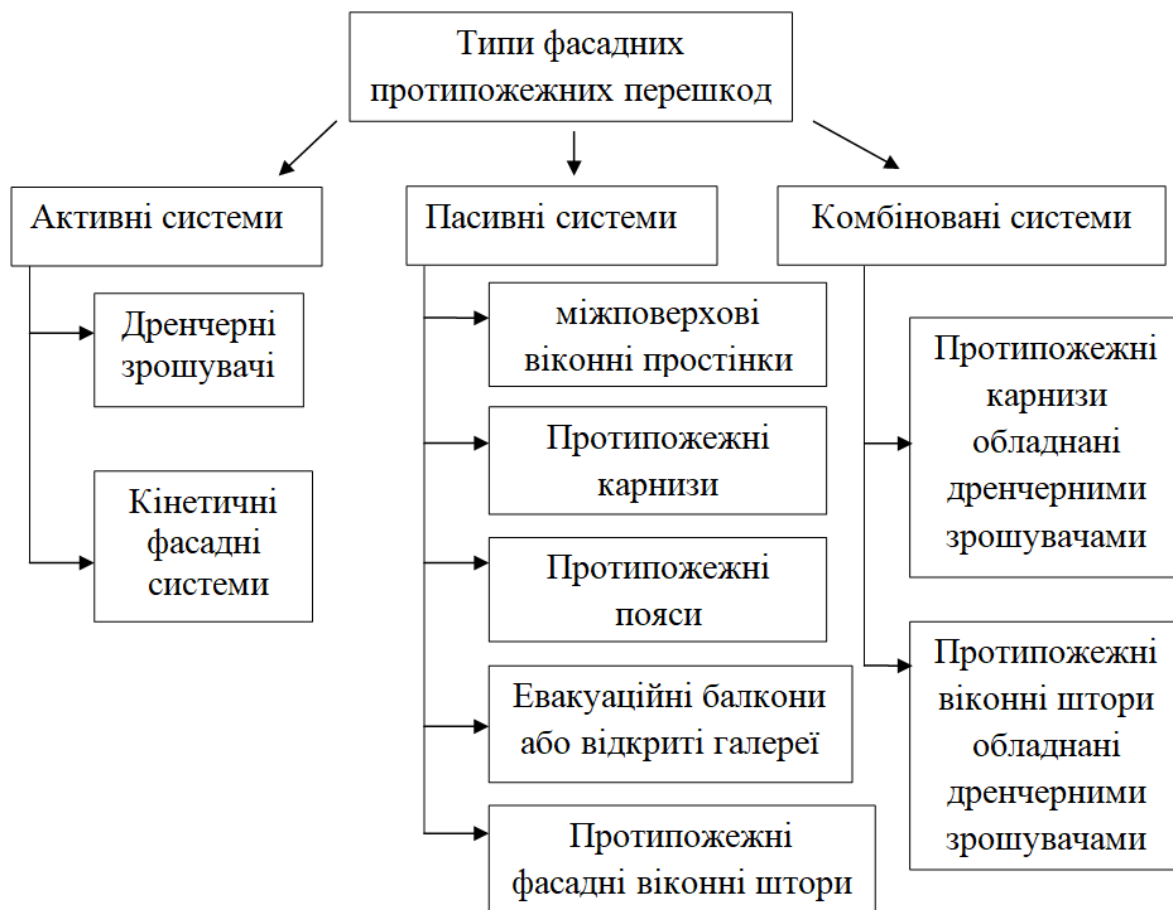 Типи фасадних
протипожежних перешкод
Активні системи
Дренчерні
зрошувачі
Кінетичні
фасадні
системи
Пасивні системи
міжповерхові
віконні простінки
Протипожежні
карнизи
Протипожежні
пояси
Евакуаційні балкони
або відкриті галереї
Протипожежні
фасадні віконні штори
Комбіновані системи
Протипожежні
карнизи
обладнані
дренчерними
зрошувачами
Протипожежні
віконні штори
обладнані
дренчерними
зрошувачами